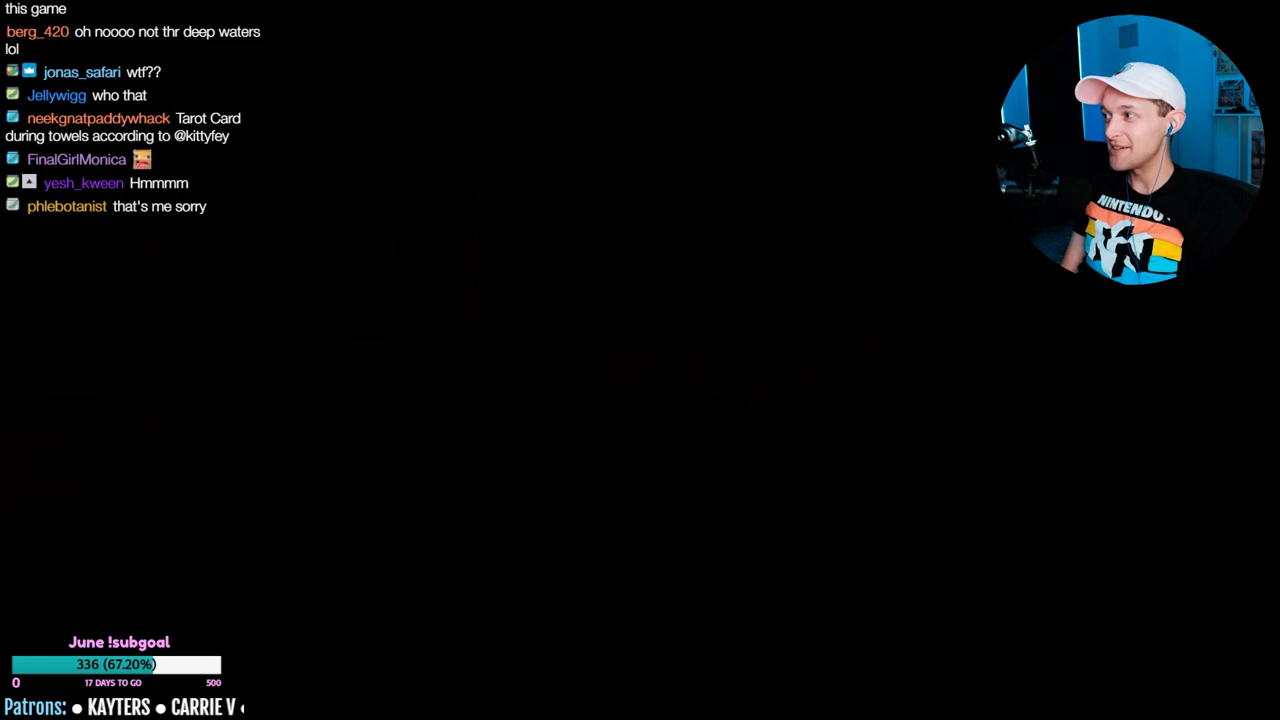 this game
berg_420 oh noooo not thr deep waters
lol
jonas_safari wtf??
Jellywigg who that
neekgnatpaddywhack Tarot Card
during towels according to @kittyfey
FinalGirlMonica
yesh_kween Hmmmm
phlebotanist that's me sorry
NINTENDO
June !subgoal
336 (67.20%)
0 17 DAYS TO GO 500
Patrons: ● KAYTERS ● CARRIE V